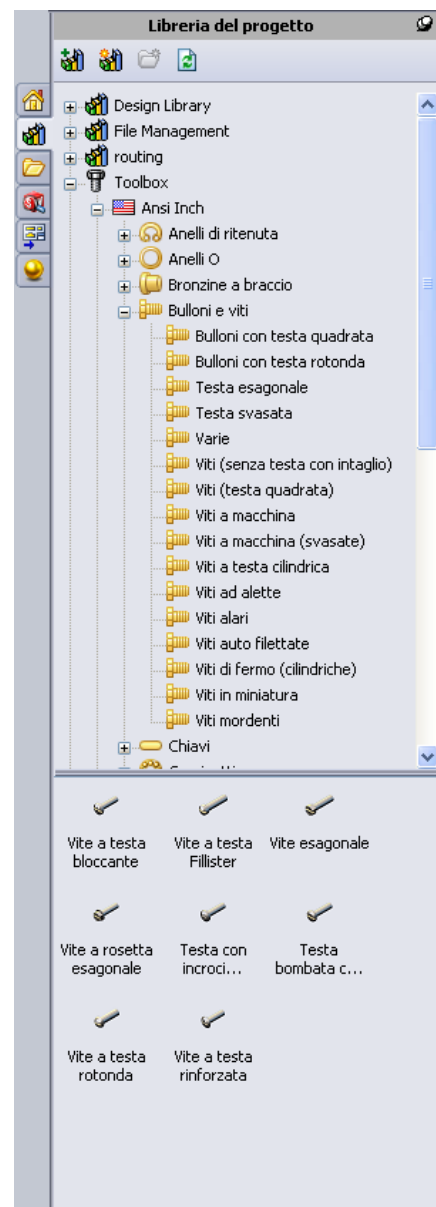 Libreria del progetto
Design Library
File Management
routing
Toolbox
Ansi Inch
Anelli di ritenuta
Anelli O
Bronzine a braccio
Bulloni e viti
Bulloni con testa quadrata
Bulloni con testa rotonda
Testa esagonale
Testa svasata
Varie
Viti (senza testa con intaglio)
Viti (testa quadrata)
Viti a macchina
Viti a macchina (svasate)
Viti a testa cilindrica
Viti ad alette
Viti alari
Viti auto filettate
Viti di fermo (cilindriche)
Viti in miniatura
Viti mordenti
Chiavi
Vite a testa
bloccante
Vite a testa
Fillister
Vite esagonale
Vite a rosetta
esagonale
Testa con
incroci...
Testa
bombata c...
Vite a testa
rotonda
Vite a testa
rinforzata